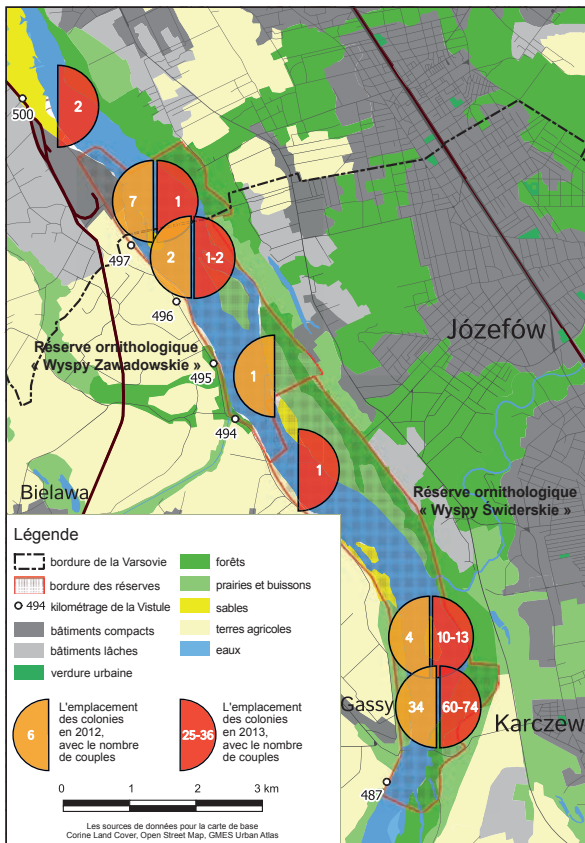 2
500
7
1
497
2
1-2
496
Józefów
Réserve ornithologique
« Wyspy Zawadowskie »
495
1
494
1
Bielawa
Réserve ornithologique
« Wyspy Świderskie »
4
10-13
Gassy
34
60-74
Karczew
487
Légende
bordure de la Varsovie
bordure des réserves
494 kilométrage de la Vistule
bâtiments compacts
bâtiments lâches
verdure urbaine
forêts
prairies et buissons
sables
terres agricoles
eaux
6
L'emplacement
des colonies
en 2012,
avec le nombre
de couples
25-36
L'emplacement
des colonies
en 2013,
avec le nombre
de couples
0 1 2 3 km
Les sources de données pour la carte de base
Corine Land Cover, Open Street Map, GMES Urban Atlas